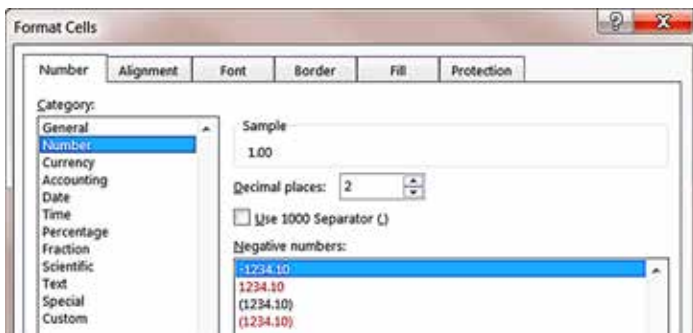 Format Cells
Number Alignment Font Border Fill Protection
Category:
General
Number
Currency
Accounting
Date
Time
Percentage
Fraction
Scientific
Text
Special
Custom
Sample
1.00
Decimal places: 2
Use 1000 Separator (,)
Negative numbers:
-1234.10
1234.10
(1234.10)
(1234.10)